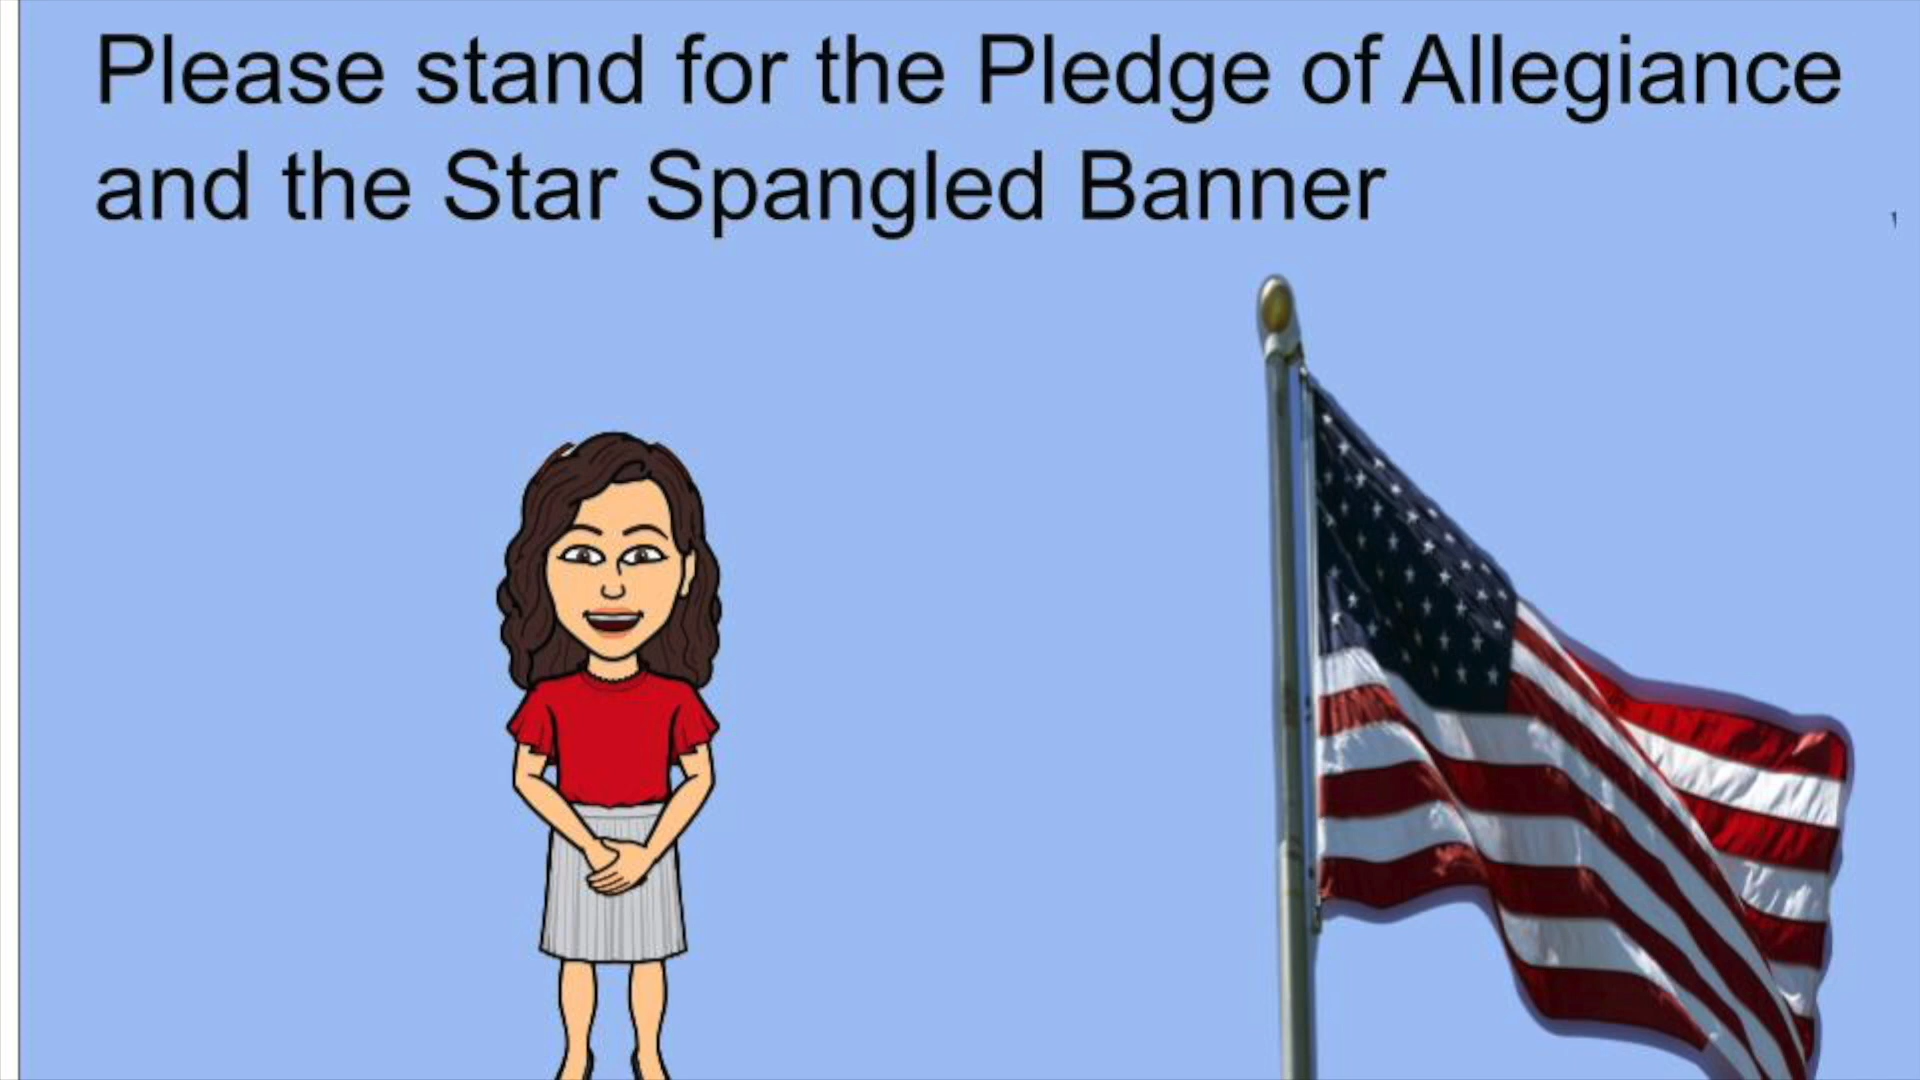 Please stand for the Pledge of Allegiance
and the Star Spangled Banner